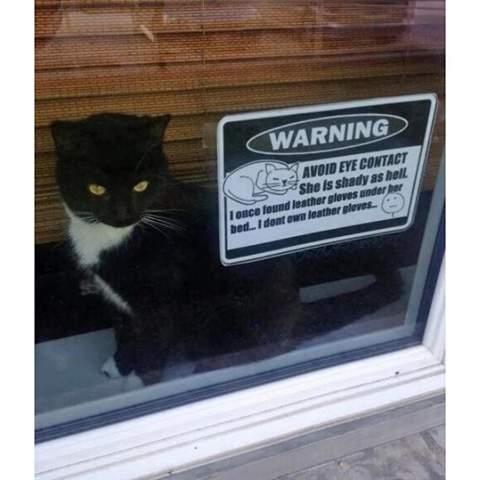 WARNING
AVOID EYE CONTACT
She is shady as hell.
I once found leather gloves under her
bed... I dont own leather gloves...